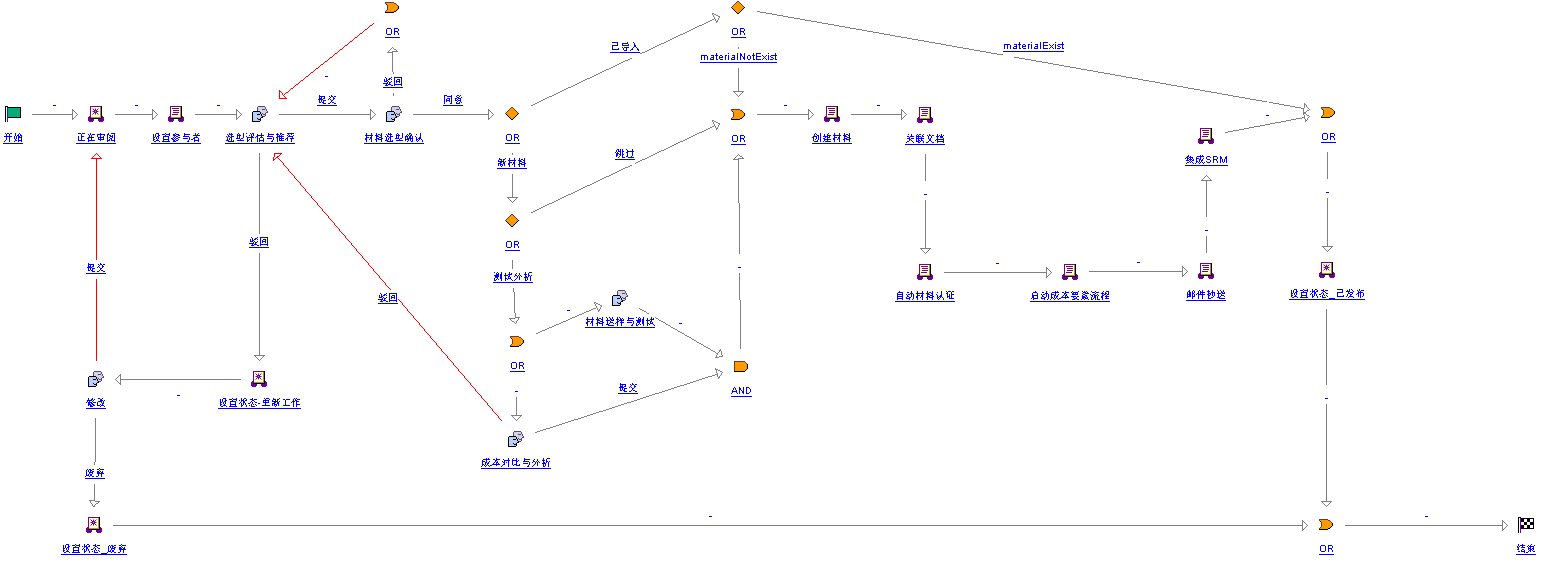 OR
OR
已导入
materialExist
materialNotExist
-
驳回
-
-
-
提交
同意
-
-
开始
正在审阅
设置参与者
选型评估与推荐
材料选型确认
OR
OR
创建材料
关联文档
-
OR
新材料
跳过
集成SRM
-
-
驳回
OR
-
提交
测试分析
-
-
-
驳回
自动材料认证
启动成本要素流程
邮件抄送
设置状态_已发布
-
材料送样与测试
-
OR
-
提交
AND
-
修改
-
设置状态-重新工作
-
成本对比与分析
废弃
-
-
设置状态_废弃
OR
结束